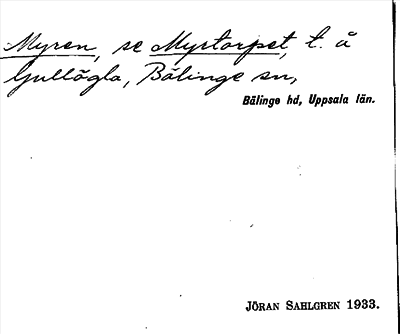 Myren, se Myrtorpet, t. å
Gullögla, Bälinge sn,
Bälinge hd, Uppsala län.
JÖRAN SAHLGREN 1933.